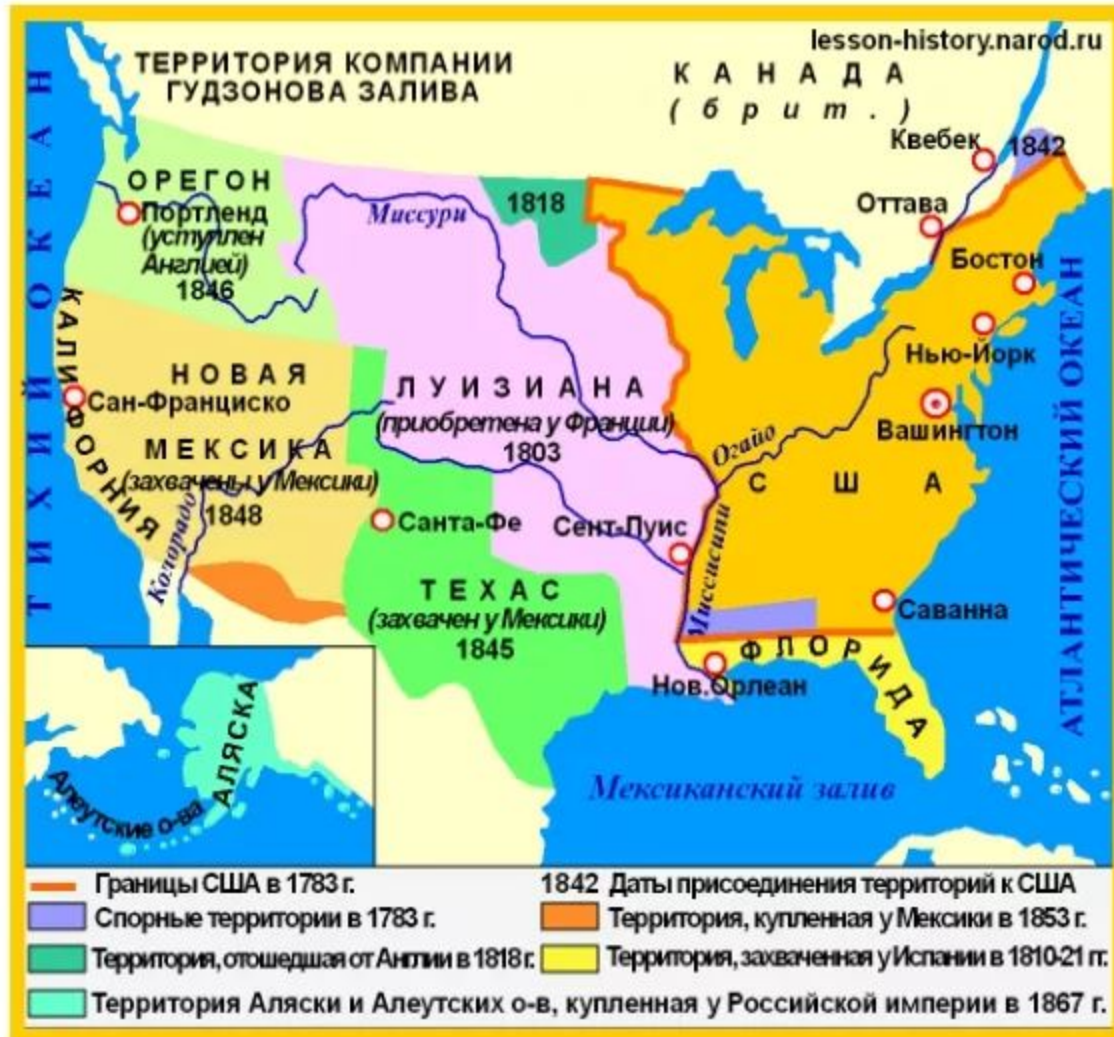 lesson-history.narod.ru
ТЕРРИТОРИЯ КОМПАНИИ
ГУДЗОНОВА ЗАЛИВА
КАНАДА
(брит.)
Квебек
1842
ОРЕГОН
Портленд
(уступлен
Англией)
1846
Миссури
1818
Оттава
Бостон
Нью-Йорк
Вашингтон
ТИХИЙ ОКЕАН
АТЛАНТИЧЕСКИЙ ОКЕАН
КАЛИФОРНИЯ
Сан-Франциско
НОВАЯ
МЕКСИКА
(захвачены у Мексики)
1848
Колорадо
ЛУИЗИАНА
(приобретена у Франции)
1803
Огайо
США
Санта-Фе
Сент-Луис
Миссисипи
ТЕХАС
(захвачен у Мексики)
1845
Саванна
ФЛОРИДА
Нов.Орлеан
Мексиканский залив
АЛЯСКА
Алеутские о-ва
Границы США в 1783 г.
1842 Даты присоединения территорий к США
Спорные территории в 1783 г.
Территория, купленная у Мексики в 1853 г.
Территория, отошедшая от Англии в 1818г.
Территория, захваченная у Испании в 1810-21 гг.
Территория Аляски и Алеутских о-в, купленная у Российской империи в 1867 г.